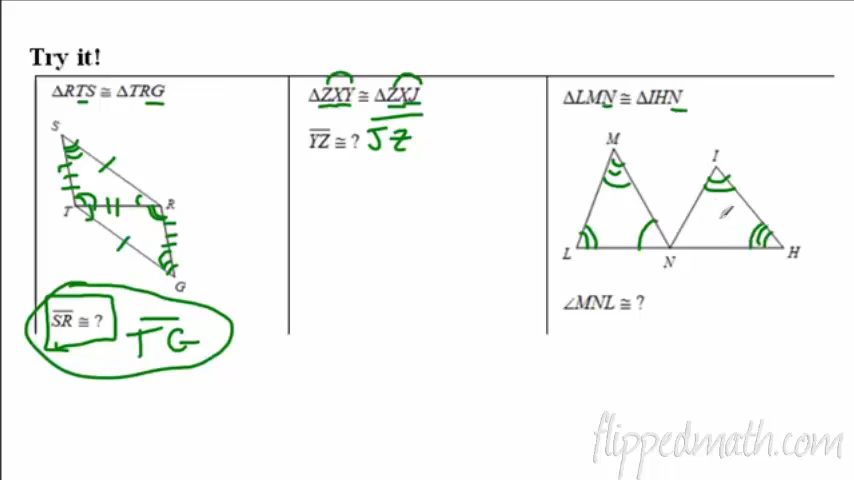 Try it!
ΔRTS ≅ ΔTRG
S
T
R
G
SR ≅ ?
TG
ΔZXY ≅ ΔZXJ
YZ ≅ ?
JZ
ΔLMN ≅ ΔIHN
M
I
L
N
H
∠MNL ≅ ?
flippedmath.com